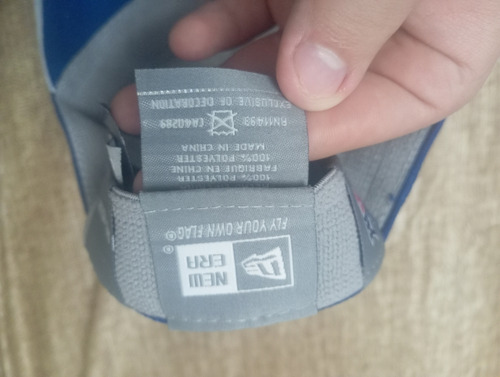 EXCLUSIVE OF DECORATION
RN11493 CA40289
MADE IN CHINA
100% POLYESTER
FABRIQUE EN CHINE
100% POLYESTER
FLY YOUR OWN FLAG®
NEW ERA®